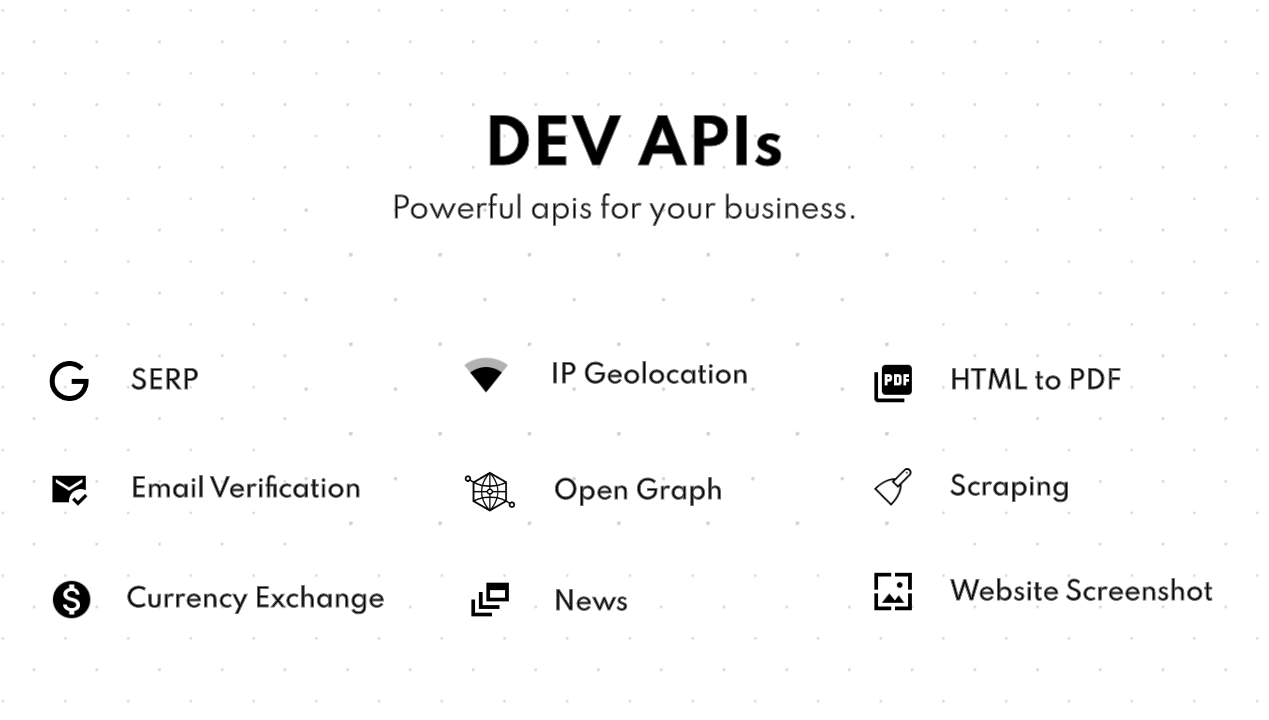 DEV APIs
Powerful apis for your business.
SERP
IP Geolocation
PDF
HTML to PDF
Email Verification
Open Graph
Scraping
$
Currency Exchange
News
Website Screenshot